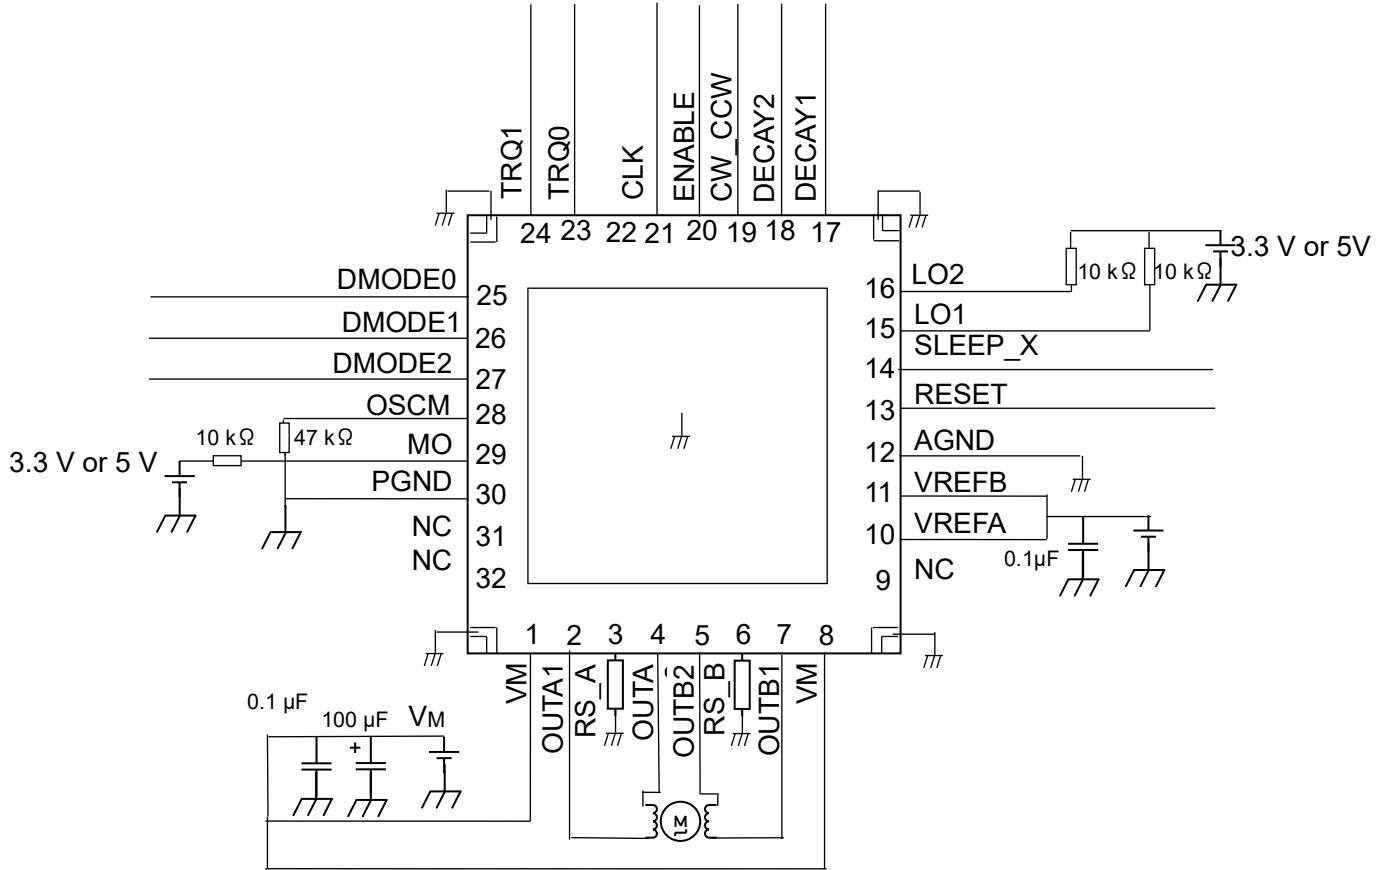 TRQ1
TRQ0
CLK
ENABLE
CW_CCW
DECAY2
DECAY1
24 23 22 21 20 19 18 17
DMODE0
25
DMODE1
26
DMODE2
27
OSCM
28
10 kΩ
47 kΩ
MO
29
3.3 V or 5 V
PGND
30
NC
31
NC
32
16
LO2
10 kΩ
10 kΩ
3.3 V or 5V
15
LO1
14
SLEEP_X
13
RESET
12
AGND
11
VREFB
10
VREFA
0.1µF
9
NC
1 2 3 4 5 6 7 8
VM
OUTA1
RS_A
OUTA
OUTB2
RS_B
OUTB1
VM
0.1 µF
100 µF
+
VM
M